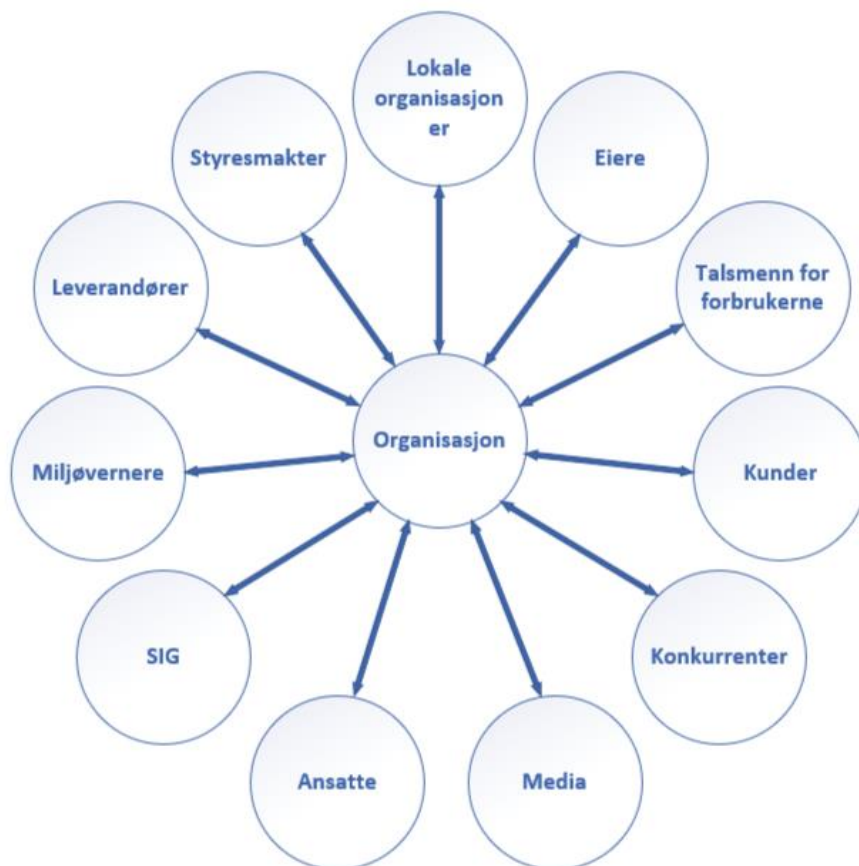 Lokale
organisasjon
er
Eiere
Styresmakter
Talsmenn for
forbrukerne
Leverandører
Organisasjon
Kunder
Miljøvernere
Konkurrenter
SIG
Media
Ansatte